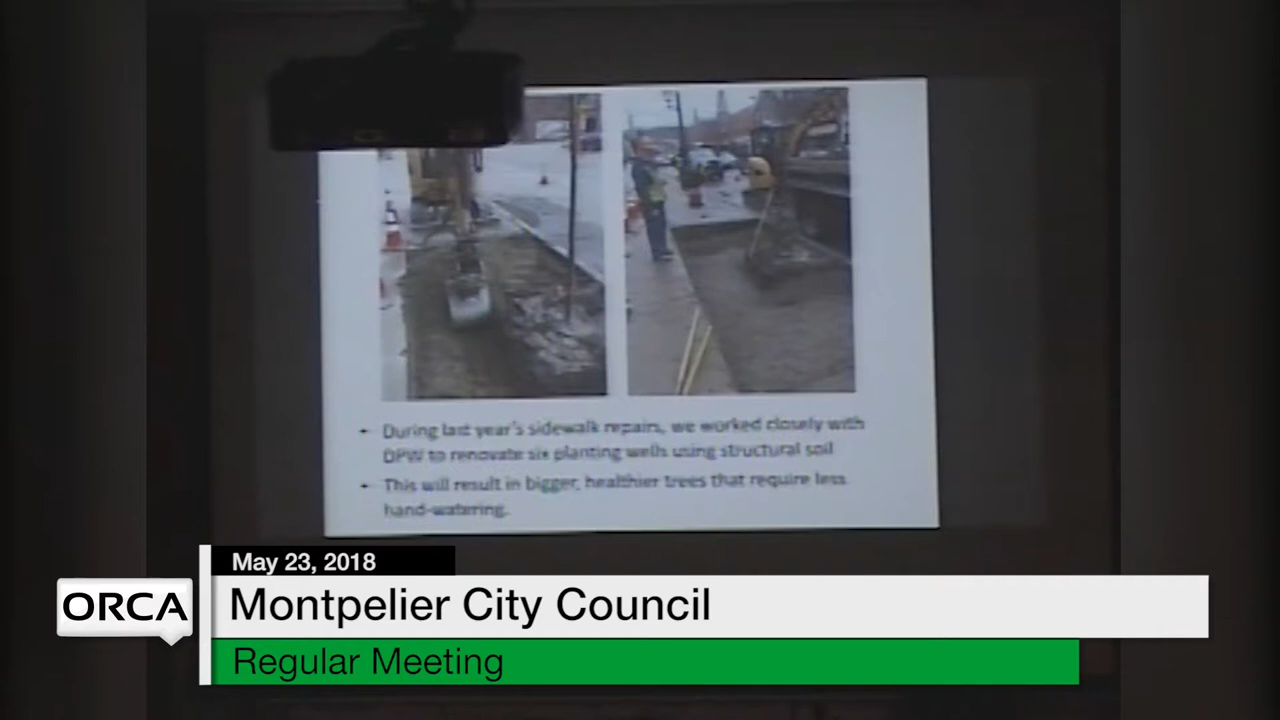 • During last year's sidewalk repairs, we worked closely with
DPW to renovate six planting wells using structural soil
• This will result in bigger, healthier trees that require less
hand-watering.
May 23, 2018
ORCA
Montpelier City Council
Regular Meeting